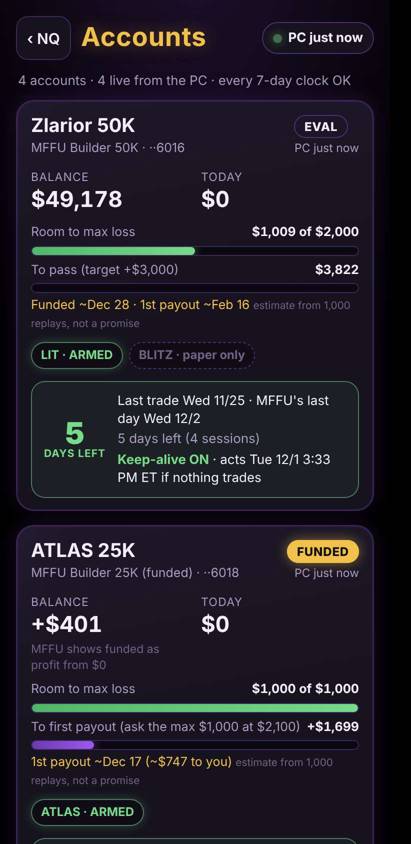 ‹ NQ Accounts PC just now
4 accounts · 4 live from the PC · every 7-day clock OK
Zlarior 50K EVAL
MFFU Builder 50K · ··6016 PC just now
BALANCE TODAY
$49,178 $0
Room to max loss $1,009 of $2,000
To pass (target +$3,000) $3,822
Funded ~Dec 28 · 1st payout ~Feb 16 estimate from 1,000
replays, not a promise
LIT · ARMED BLITZ · paper only
5
DAYS LEFT
Last trade Wed 11/25 · MFFU's last
day Wed 12/2
5 days left (4 sessions)
Keep-alive ON · acts Tue 12/1 3:33
PM ET if nothing trades
ATLAS 25K FUNDED
MFFU Builder 25K (funded) · ··6018 PC just now
BALANCE TODAY
+$401 $0
MFFU shows funded as
profit from $0
Room to max loss $1,000 of $1,000
To first payout (ask the max $1,000 at $2,100) +$1,699
1st payout ~Dec 17 (~$747 to you) estimate from 1,000
replays, not a promise
ATLAS · ARMED